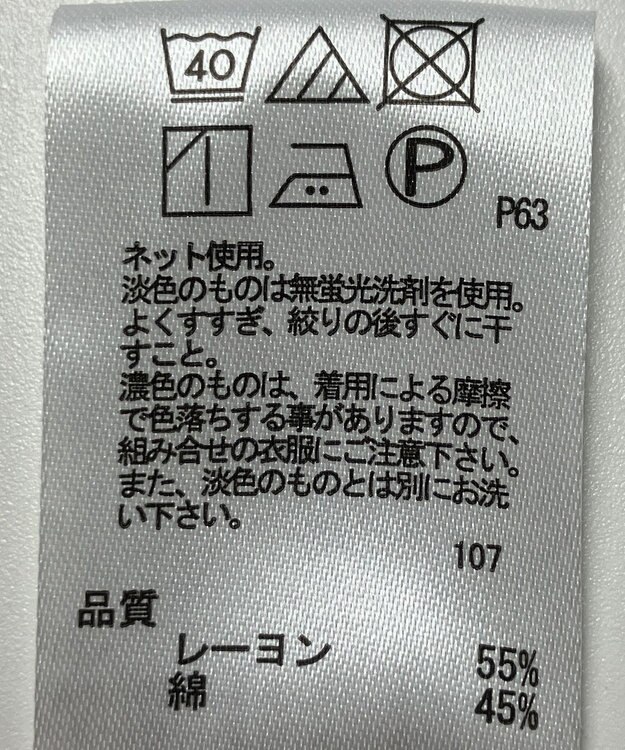 40
P
P63
ネット使用。
淡色のものは無蛍光洗剤を使用。
よくすすぎ、絞りの後すぐに干
すこと。
濃色のものは、着用による摩擦
で色落ちする事がありますので、
組み合せの衣服にご注意下さい。
また、淡色のものとは別にお洗
い下さい。
107
品質
レーヨン 55%
綿 45%